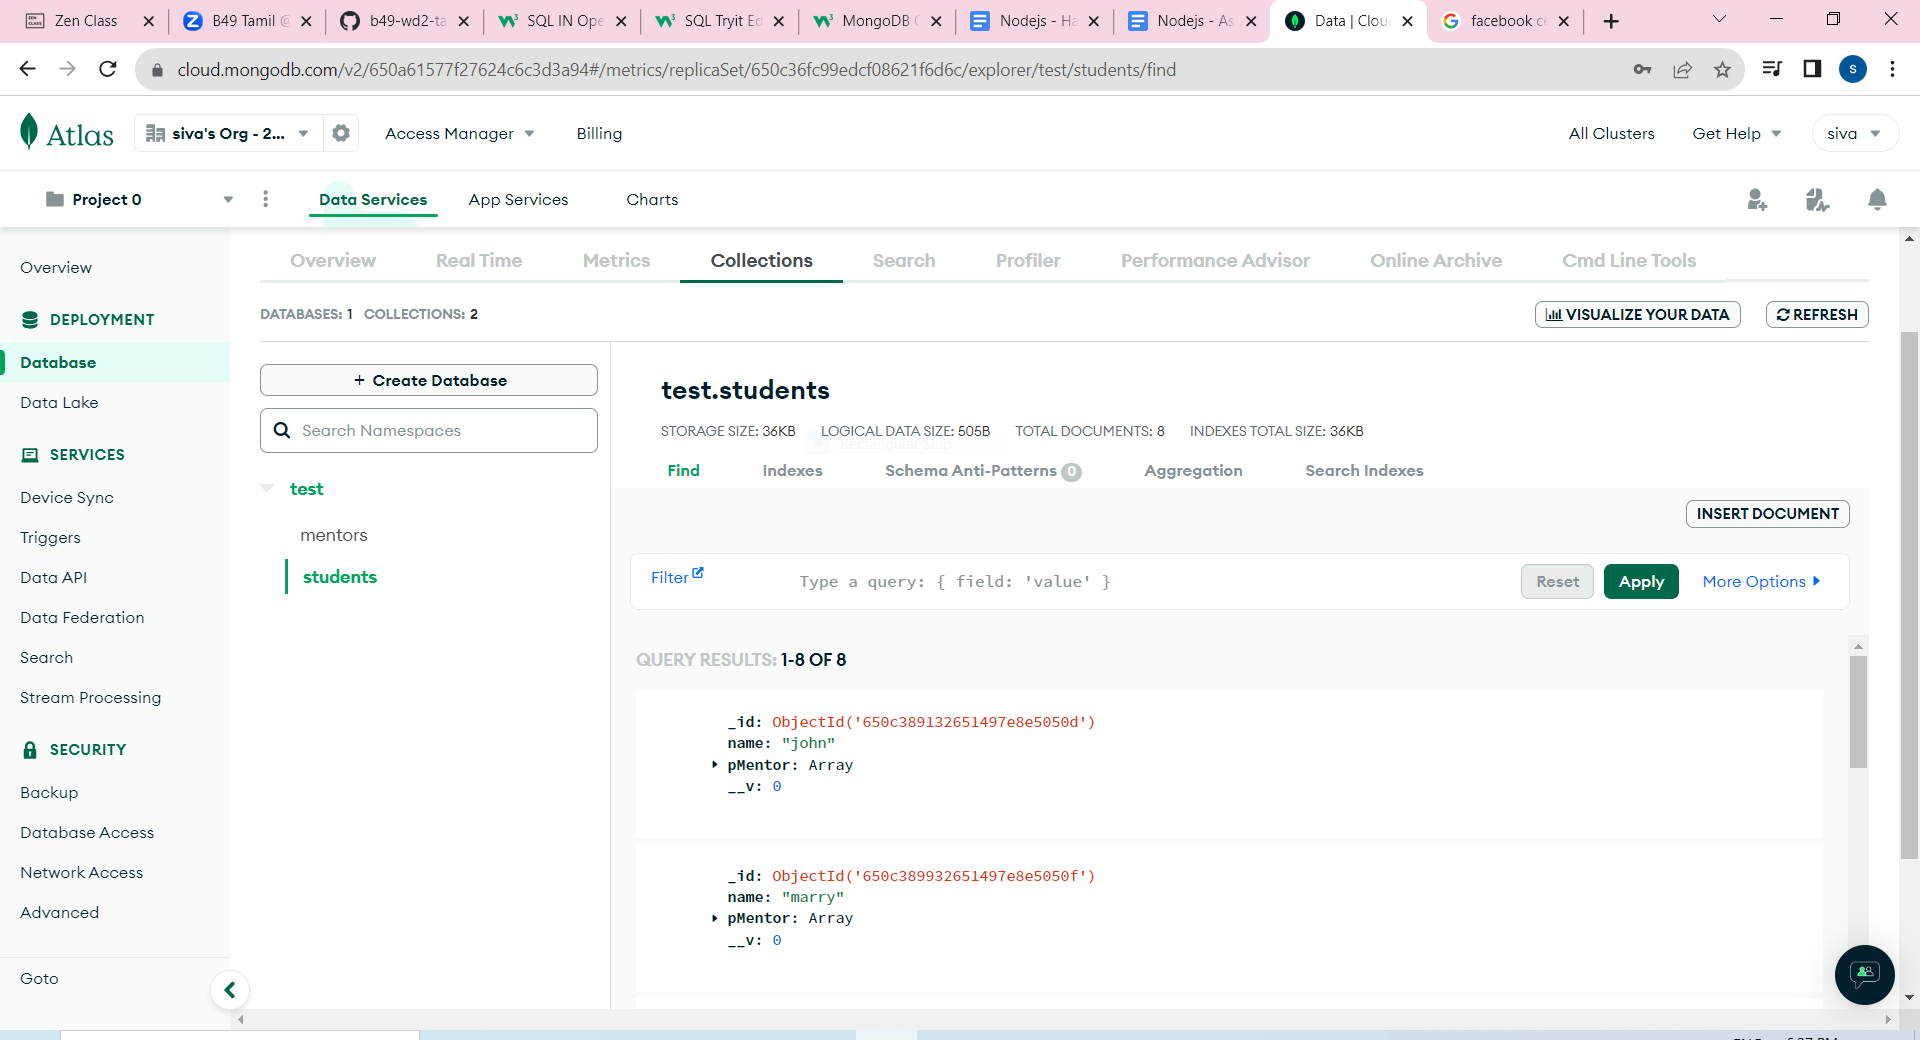 Zen Class
B49 Tamil @
b49-wd2-ta
SQL IN Ope
SQL Tryit Ed
MongoDB C
Nodejs - Ha
Nodejs - As
Data | Clou
facebook ce
cloud.mongodb.com/v2/650a61577f27624c6c3d3a94#/metrics/replicaSet/650c36fc99edcf08621f6d6c/explorer/test/students/find
S
Atlas
siva's Org - 2...
Access Manager
Billing
All Clusters
Get Help
siva
Project 0
Data Services
App Services
Charts
Overview
DEPLOYMENT
Database
Data Lake
SERVICES
Device Sync
Triggers
Data API
Data Federation
Search
Stream Processing
SECURITY
Backup
Database Access
Network Access
Advanced
Goto
Overview
Real Time
Metrics
Collections
Search
Profiler
Performance Advisor
Online Archive
Cmd Line Tools
DATABASES: 1 COLLECTIONS: 2
VISUALIZE YOUR DATA
REFRESH
+ Create Database
Search Namespaces
test
mentors
students
test.students
STORAGE SIZE: 36KB LOGICAL DATA SIZE: 505B TOTAL DOCUMENTS: 8 INDEXES TOTAL SIZE: 36KB
Find
Indexes
Schema Anti-Patterns 0
Aggregation
Search Indexes
INSERT DOCUMENT
Filter
Type a query: { field: 'value' }
Reset
Apply
More Options
QUERY RESULTS: 1-8 OF 8
_id: ObjectId('650c389132651497e8e5050d')
name: "john"
pMentor: Array
__v: 0
_id: ObjectId('650c389932651497e8e5050f')
name: "marry"
pMentor: Array
__v: 0